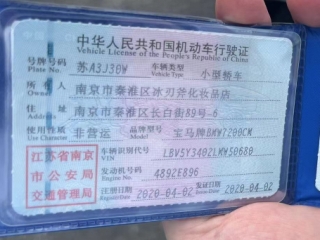 中华人民共和国机动车行驶证
Vehicle License of the People's Republic of China
号牌号码 苏A3J30W 车辆类型 小型轿车
Plate No. Vehicle Type
所有人 南京市秦淮区冰刃斧化妆品店
Owner
住址 南京市秦淮区长白街89号-6
Address
使用性质 非营运 品牌型号 宝马牌BMW7200CM
Use Character Model
江苏省南京
市公安局
交通管理局
车辆识别代号 LBV5Y3402LMW50680
VIN
发动机号码 4892E896
Engine No.
注册日期 2020-04-02 发证日期 2020-04-02
Register Date Issue Date